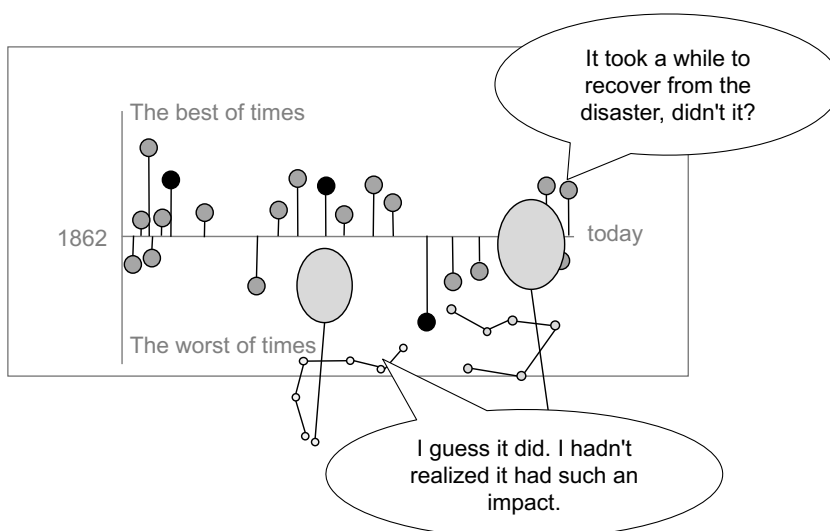 It took a while to
recover from the
disaster, didn't it?
The best of times
1862
today
The worst of times
I guess it did. I hadn't
realized it had such an
impact.